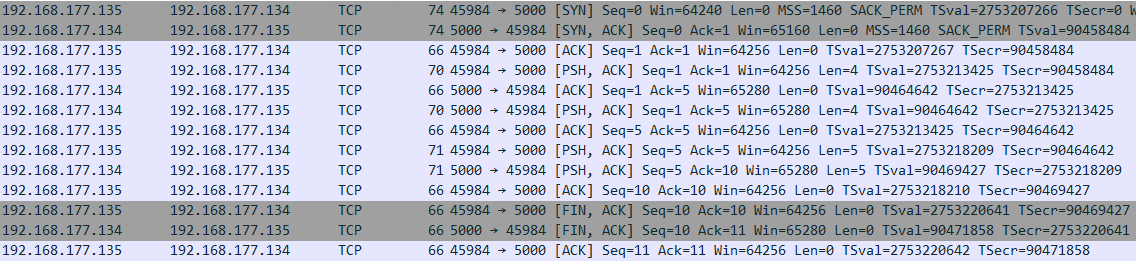 192.168.177.135 192.168.177.134 TCP 74 45984 → 5000 [SYN] Seq=0 Win=64240 Len=0 MSS=1460 SACK_PERM TSval=2753207266 TSecr=0 W
192.168.177.134 192.168.177.135 TCP 74 5000 → 45984 [SYN, ACK] Seq=0 Ack=1 Win=65160 Len=0 MSS=1460 SACK_PERM TSval=90458484
192.168.177.135 192.168.177.134 TCP 66 45984 → 5000 [ACK] Seq=1 Ack=1 Win=64256 Len=0 TSval=2753207267 TSecr=90458484
192.168.177.135 192.168.177.134 TCP 70 45984 → 5000 [PSH, ACK] Seq=1 Ack=1 Win=64256 Len=4 TSval=2753213425 TSecr=90458484
192.168.177.134 192.168.177.135 TCP 66 5000 → 45984 [ACK] Seq=1 Ack=5 Win=65280 Len=0 TSval=90464642 TSecr=2753213425
192.168.177.134 192.168.177.135 TCP 70 5000 → 45984 [PSH, ACK] Seq=1 Ack=5 Win=65280 Len=4 TSval=90464642 TSecr=2753213425
192.168.177.135 192.168.177.134 TCP 66 45984 → 5000 [ACK] Seq=5 Ack=5 Win=64256 Len=0 TSval=2753213425 TSecr=90464642
192.168.177.135 192.168.177.134 TCP 71 45984 → 5000 [PSH, ACK] Seq=5 Ack=5 Win=64256 Len=5 TSval=2753218209 TSecr=90464642
192.168.177.134 192.168.177.135 TCP 71 5000 → 45984 [PSH, ACK] Seq=5 Ack=10 Win=65280 Len=5 TSval=90469427 TSecr=2753218209
192.168.177.135 192.168.177.134 TCP 66 45984 → 5000 [ACK] Seq=10 Ack=10 Win=64256 Len=0 TSval=2753218210 TSecr=90469427
192.168.177.135 192.168.177.134 TCP 66 45984 → 5000 [FIN, ACK] Seq=10 Ack=10 Win=64256 Len=0 TSval=2753220641 TSecr=90469427
192.168.177.134 192.168.177.135 TCP 66 5000 → 45984 [FIN, ACK] Seq=10 Ack=11 Win=65280 Len=0 TSval=90471858 TSecr=2753220641
192.168.177.135 192.168.177.134 TCP 66 45984 → 5000 [ACK] Seq=11 Ack=11 Win=64256 Len=0 TSval=2753220642 TSecr=90471858